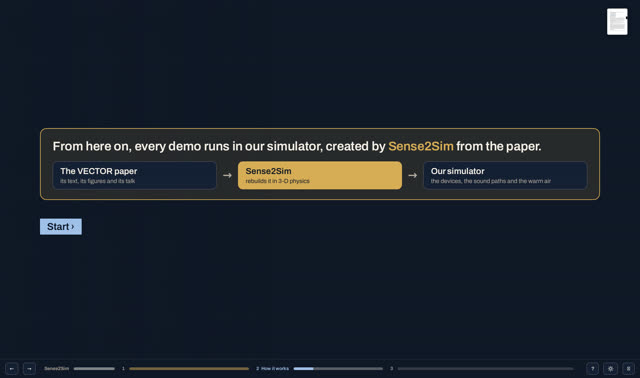 From here on, every demo runs in our simulator, created by Sense2Sim from the paper.
The VECTOR paper
its text, its figures and its talk
→
Sense2Sim
rebuilds it in 3-D physics
→
Our simulator
the devices, the sound paths and the warm air
Start ›
← → Sense2Sim 1 2 How it works 3 ?